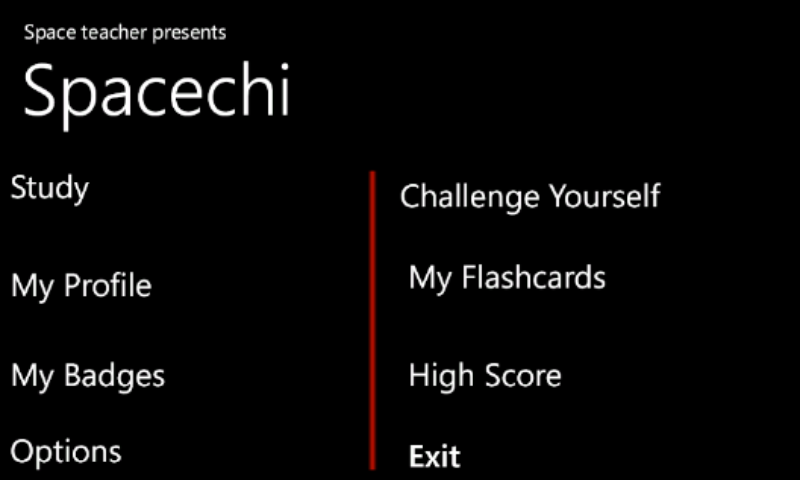 Space teacher presents
Spacechi
Study
My Profile
My Badges
Options
Challenge Yourself
My Flashcards
High Score
Exit